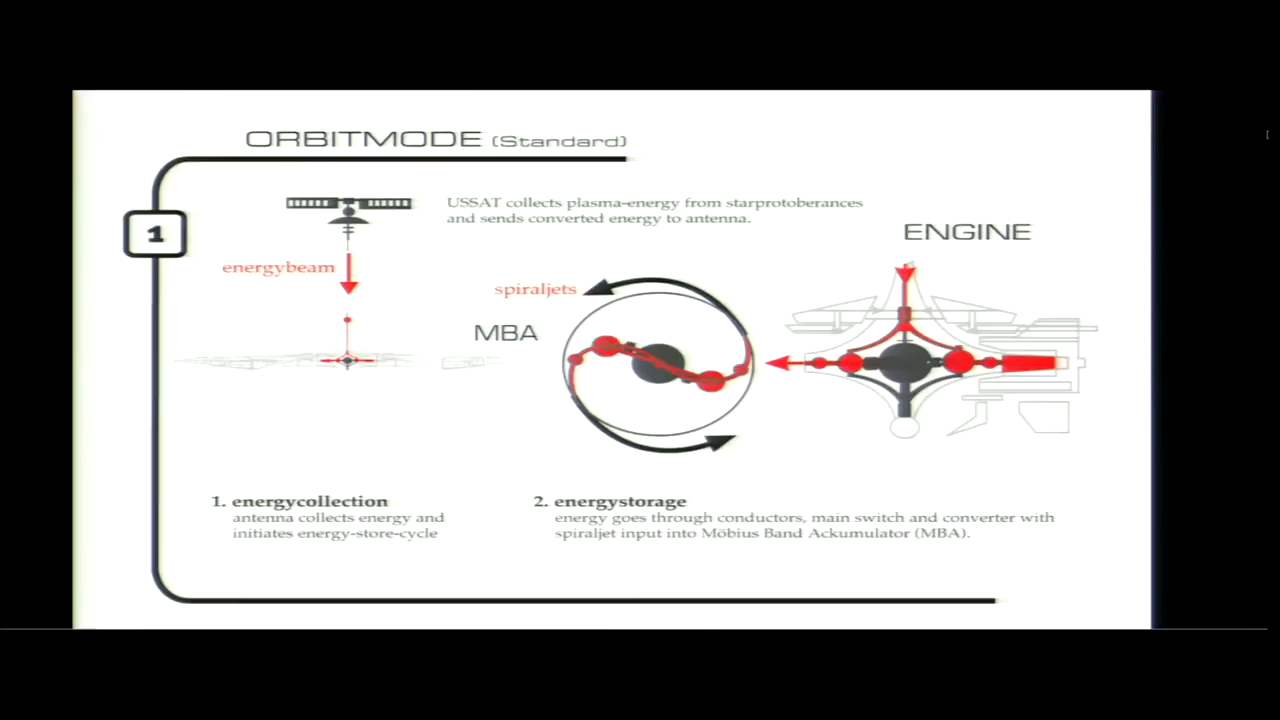 ORBITMODE (Standard)
USSAT collects plasma-energy from starprotoberances
and sends converted energy to antenna.
1
ENGINE
energybeam
spiraljets
MBA
1. energycollection
antenna collects energy and
initiates energy-store-cycle
2. energystorage
energy goes through conductors, main switch and converter with
spiraljet input into Möbius Band Ackumulator (MBA).